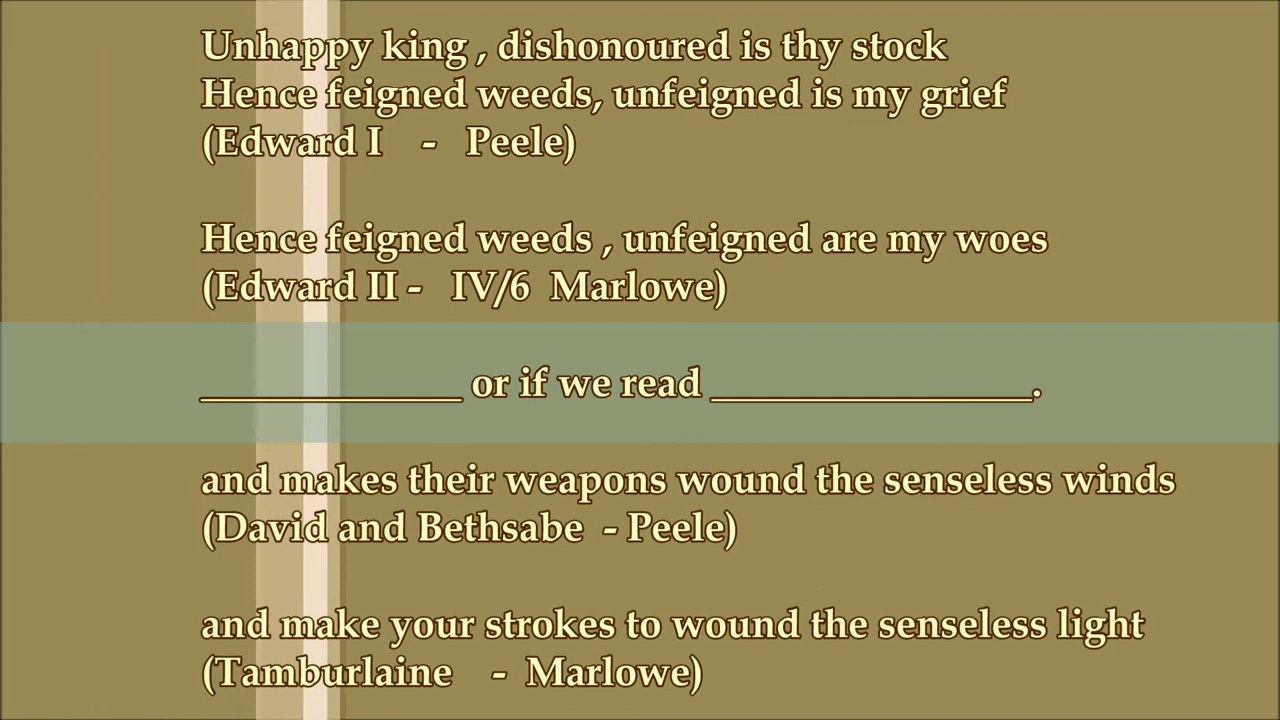 Unhappy king , dishonoured is thy stock
Hence feigned weeds, unfeigned is my grief
(Edward I - Peele)
Hence feigned weeds , unfeigned are my woes
(Edward II - IV/6 Marlowe)
_____________ or if we read ________________.
and makes their weapons wound the senseless winds
(David and Bethsabe - Peele)
and make your strokes to wound the senseless light
(Tamburlaine - Marlowe)